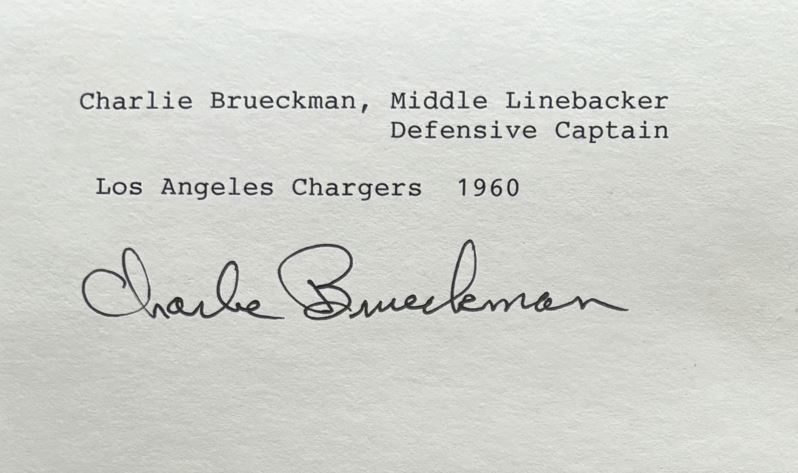 Charlie Brueckman, Middle Linebacker
Defensive Captain
Los Angeles Chargers 1960
Charlie Brueckman